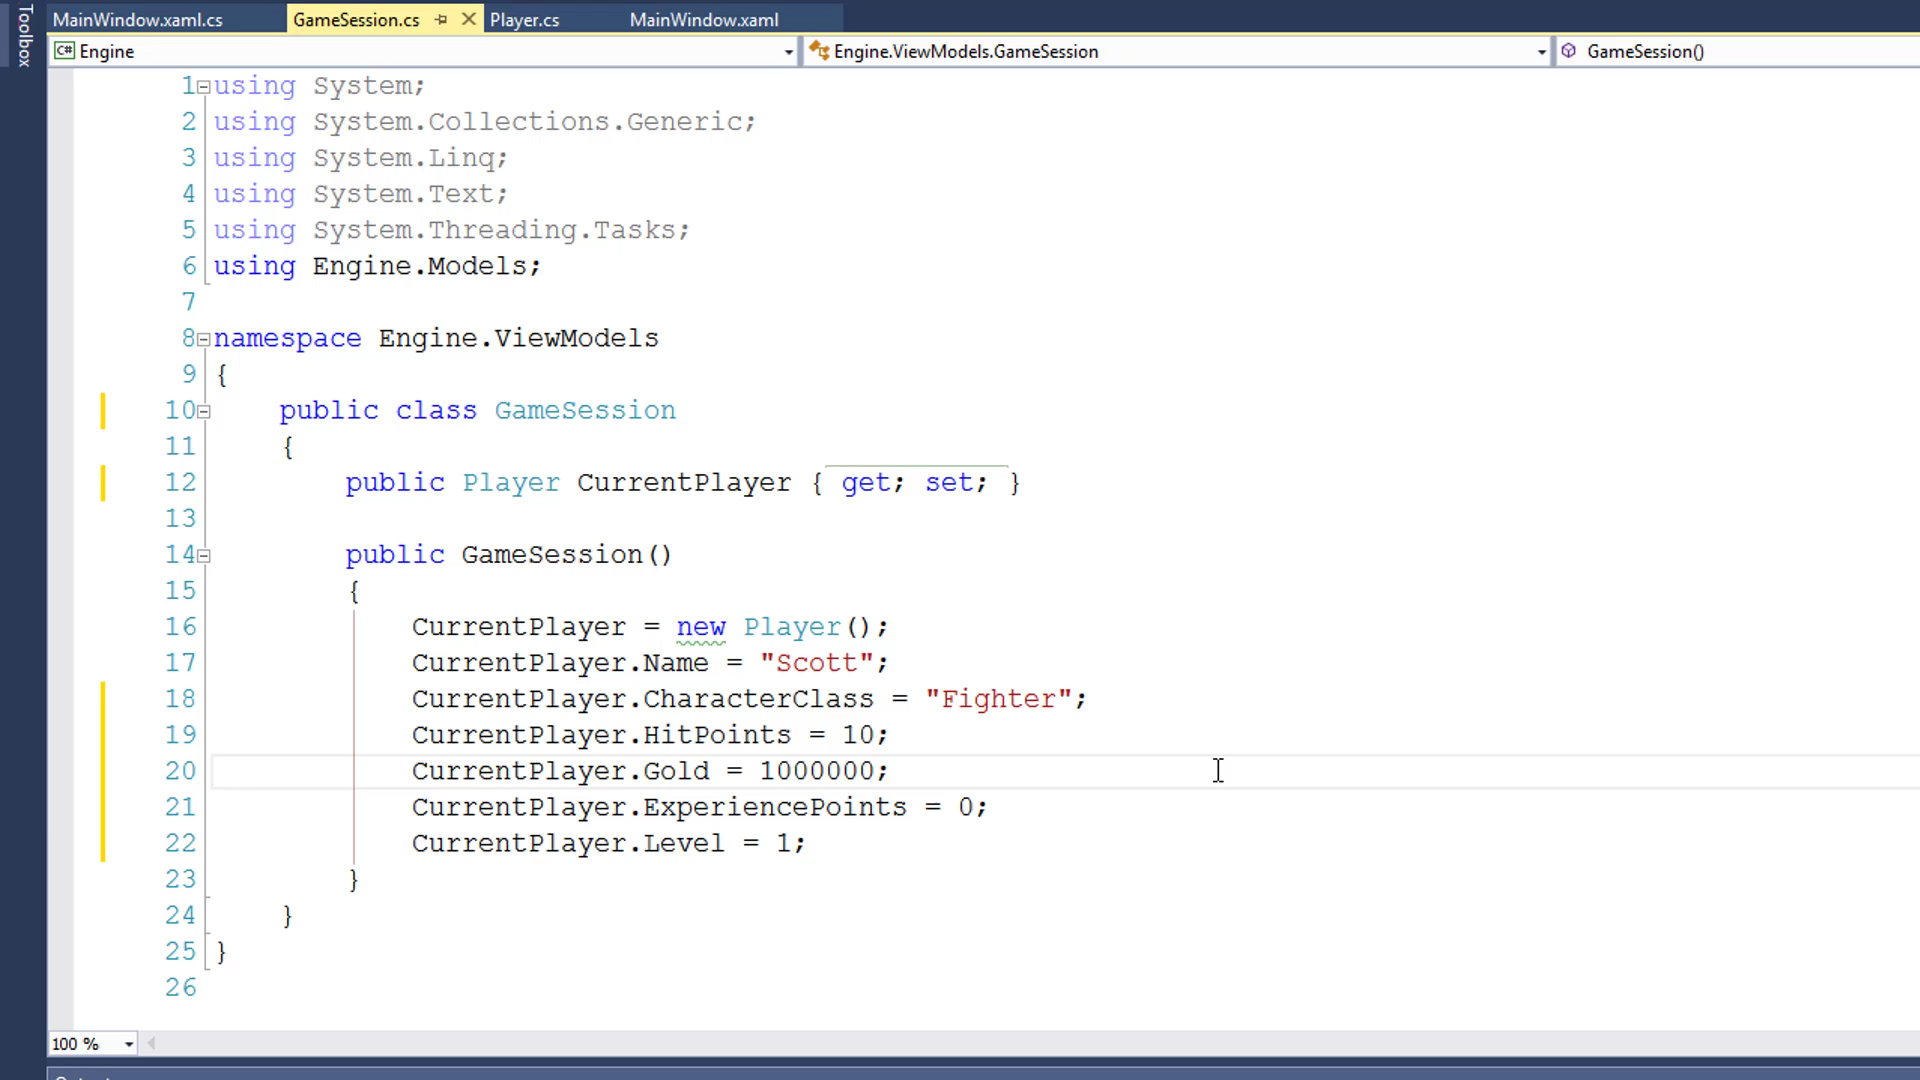 Toolbox
MainWindow.xaml.cs
GameSession.cs
Player.cs
MainWindow.xaml
C# Engine
Engine.ViewModels.GameSession
GameSession()
1 using System;
2 using System.Collections.Generic;
3 using System.Linq;
4 using System.Text;
5 using System.Threading.Tasks;
6 using Engine.Models;
7
8 namespace Engine.ViewModels
9 {
10 public class GameSession
11 {
12 public Player CurrentPlayer { get; set; }
13
14 public GameSession()
15 {
16 CurrentPlayer = new Player();
17 CurrentPlayer.Name = "Scott";
18 CurrentPlayer.CharacterClass = "Fighter";
19 CurrentPlayer.HitPoints = 10;
20 CurrentPlayer.Gold = 1000000;
21 CurrentPlayer.ExperiencePoints = 0;
22 CurrentPlayer.Level = 1;
23 }
24 }
25 }
26
100 %